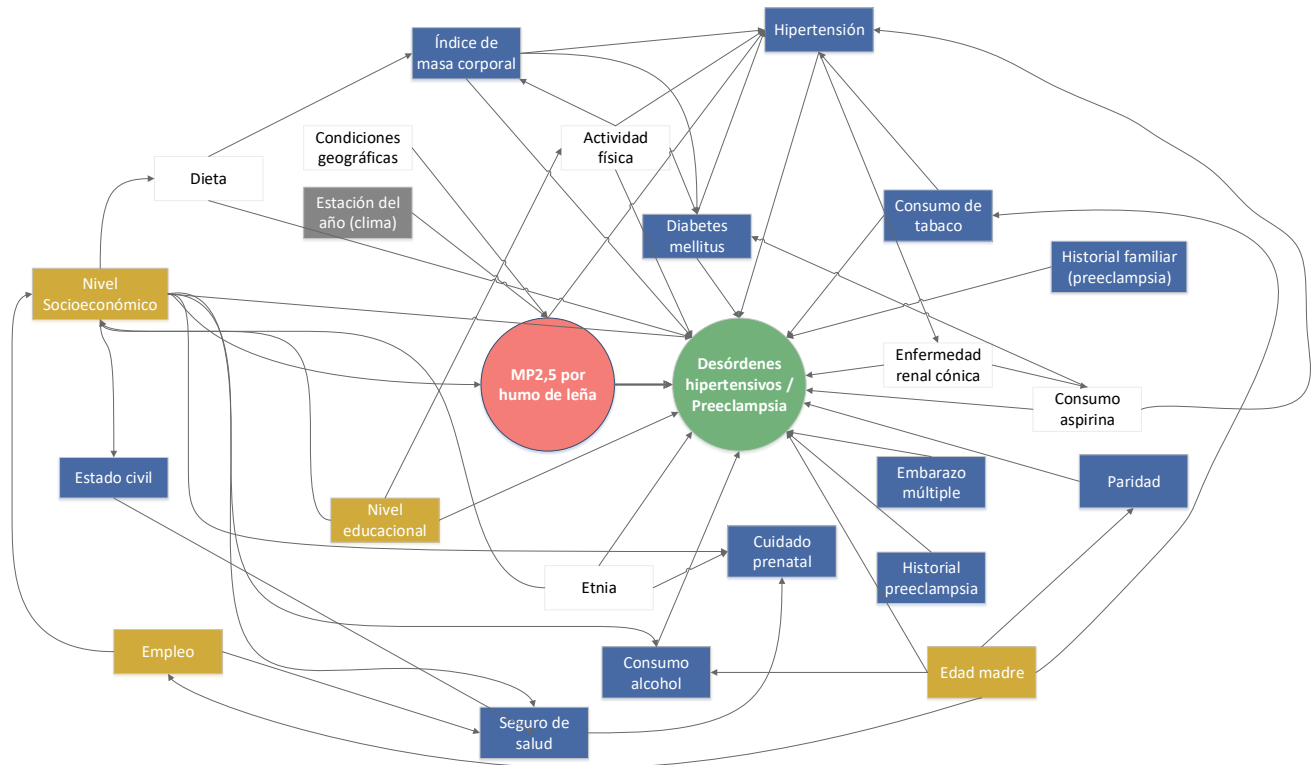 Hipertensión
Índice de
masa corporal
Condiciones
geográficas
Actividad
física
Dieta
Estación del
año (clima)
Diabetes
mellitus
Consumo de
tabaco
Historial familiar
(preeclampsia)
Nivel
Socioeconómico
MP2,5 por
humo de leña
Desórdenes
hipertensivos /
Preeclampsia
Enfermedad
renal cónica
Consumo
aspirina
Estado civil
Embarazo
múltiple
Paridad
Nivel
educacional
Cuidado
prenatal
Etnia
Historial
preeclampsia
Empleo
Consumo
alcohol
Edad madre
Seguro de
salud